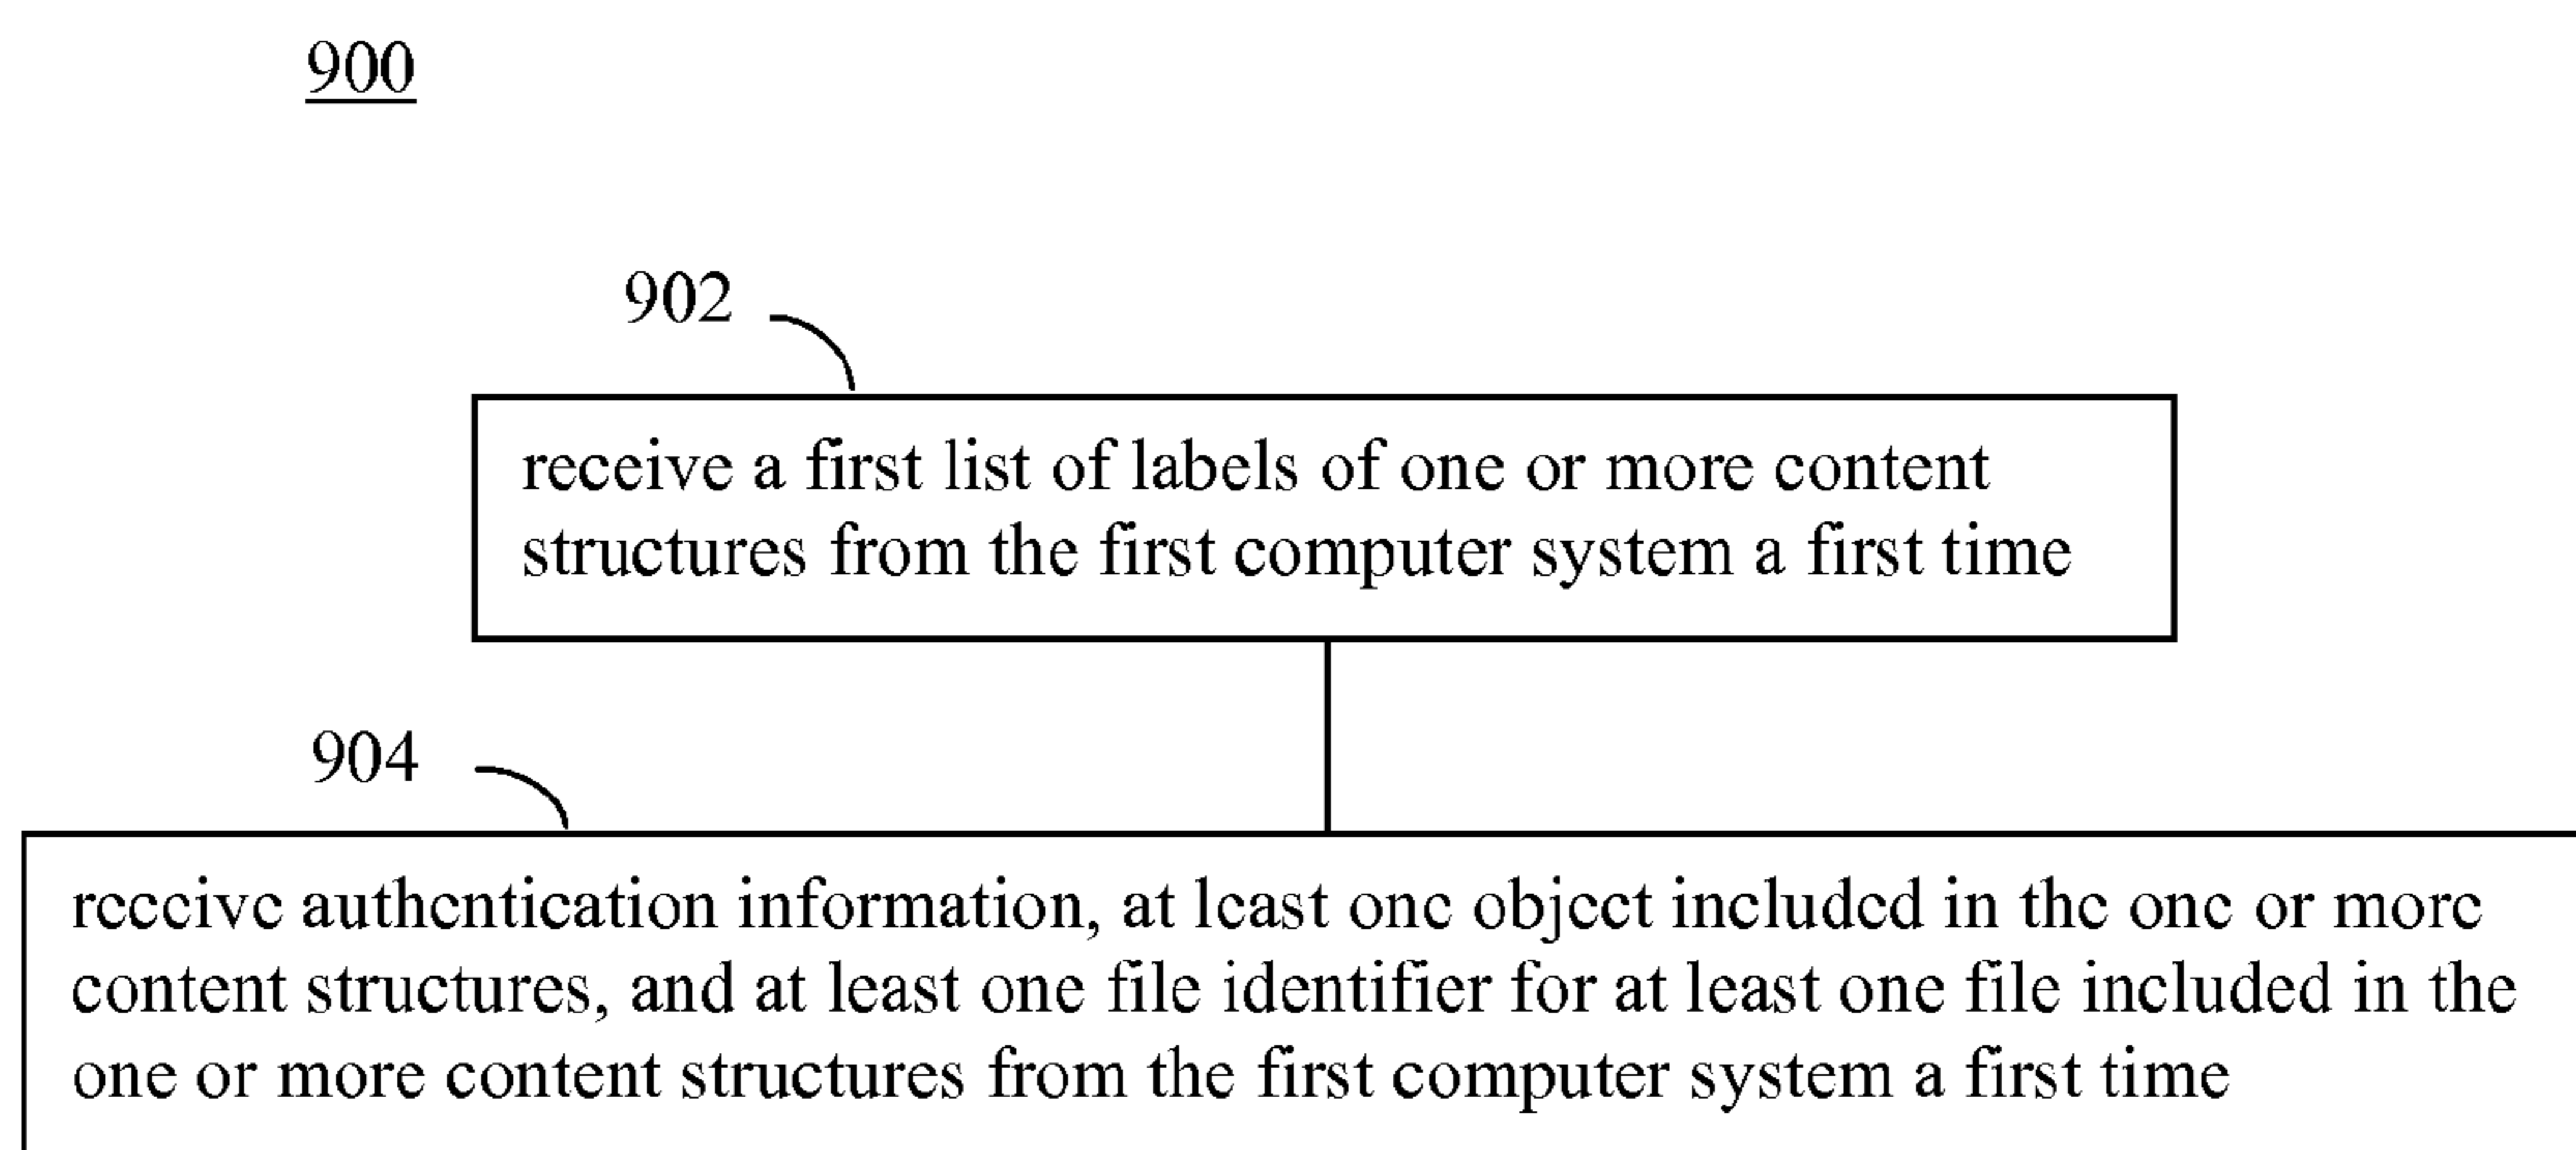 900
902
receive a first list of labels of one or more content
structures from the first computer system a first time
904
receive authentication information, at least one object included in the one or more
content structures, and at least one file identifier for at least one file included in the
one or more content structures from the first computer system a first time